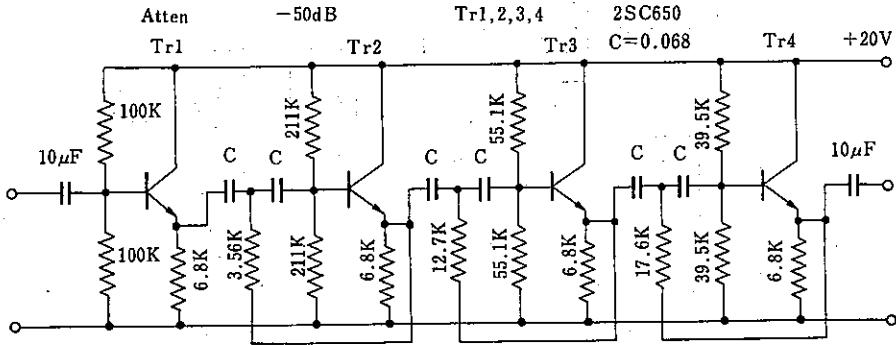 Atten −50dB Tr1,2,3,4 2SC650
Tr1 Tr2 Tr3 C=0.068 Tr4 +20V
100K 211K 55.1K 39.5K
10μF C C C C C C 10μF
100K 6.8K 3.56K 211K 6.8K 12.7K 55.1K 6.8K 17.6K 39.5K 6.8K